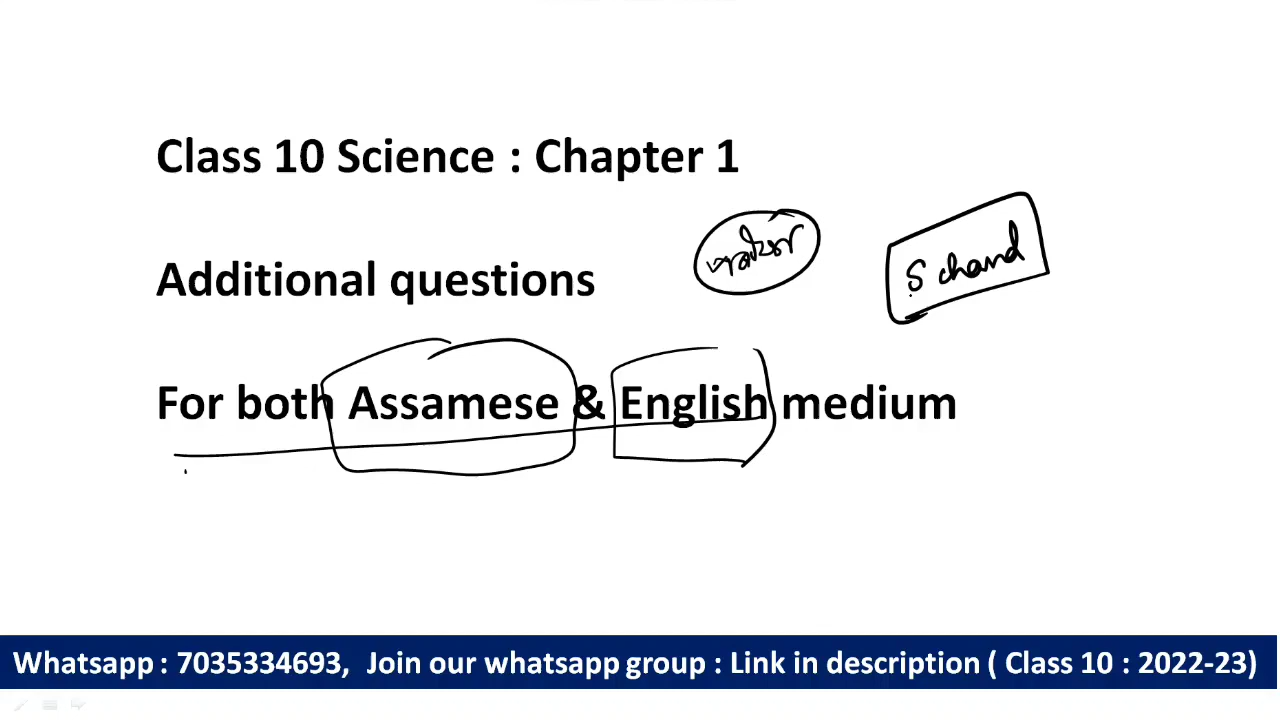 Class 10 Science : Chapter 1
Additional questions
S chand
For both Assamese & English medium
Whatsapp : 7035334693, Join our whatsapp group : Link in description ( Class 10 : 2022-23)